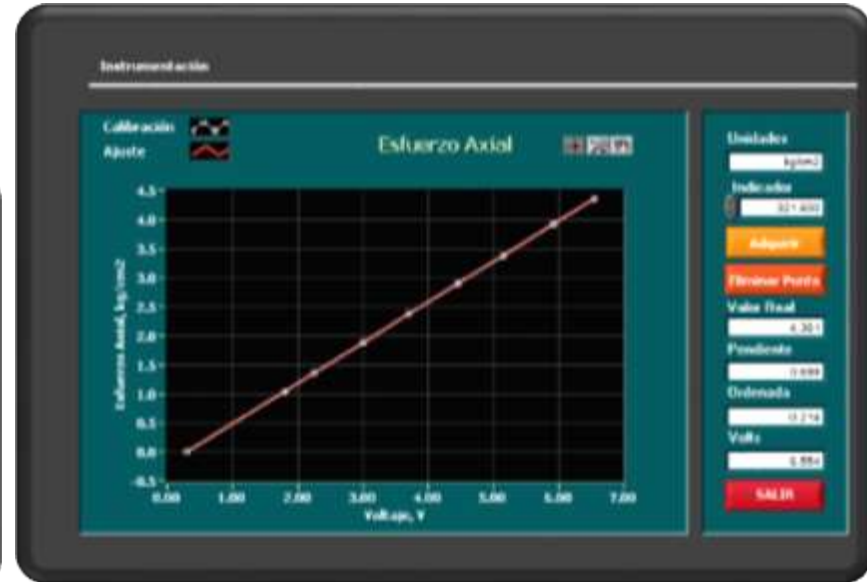 Instrumentación
Calibración
Ajuste
Esfuerzo Axial
Esfuerzo Axial, kg/cm2
4.5
4.0
3.5
3.0
2.5
2.0
1.5
1.0
0.5
0.0
-0.5
0.00 1.00 2.00 3.00 4.00 5.00 6.00 7.00
Voltaje, V
Unidades
kg/cm2
Indicador
Adquirir
Eliminar Punto
Valor Real
Pendiente
Ordenada
Volts
SALIR